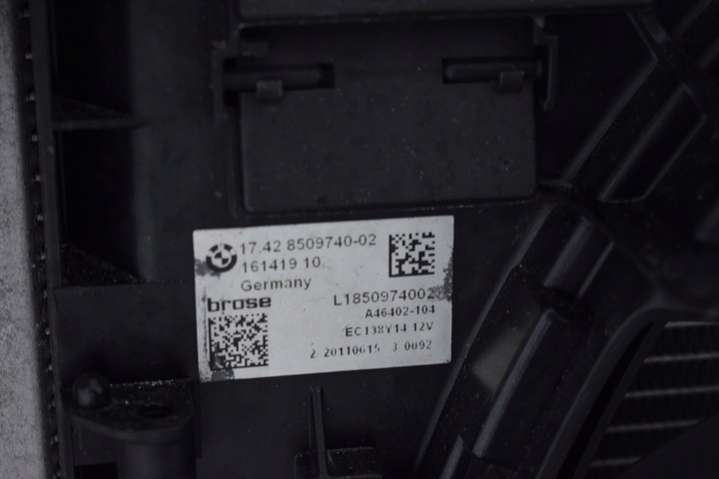 17.42 8509740-02
161419 10
Germany
brose
L1850974002
A46402-104
EC138Y14 12V
2 20110615 3 0092